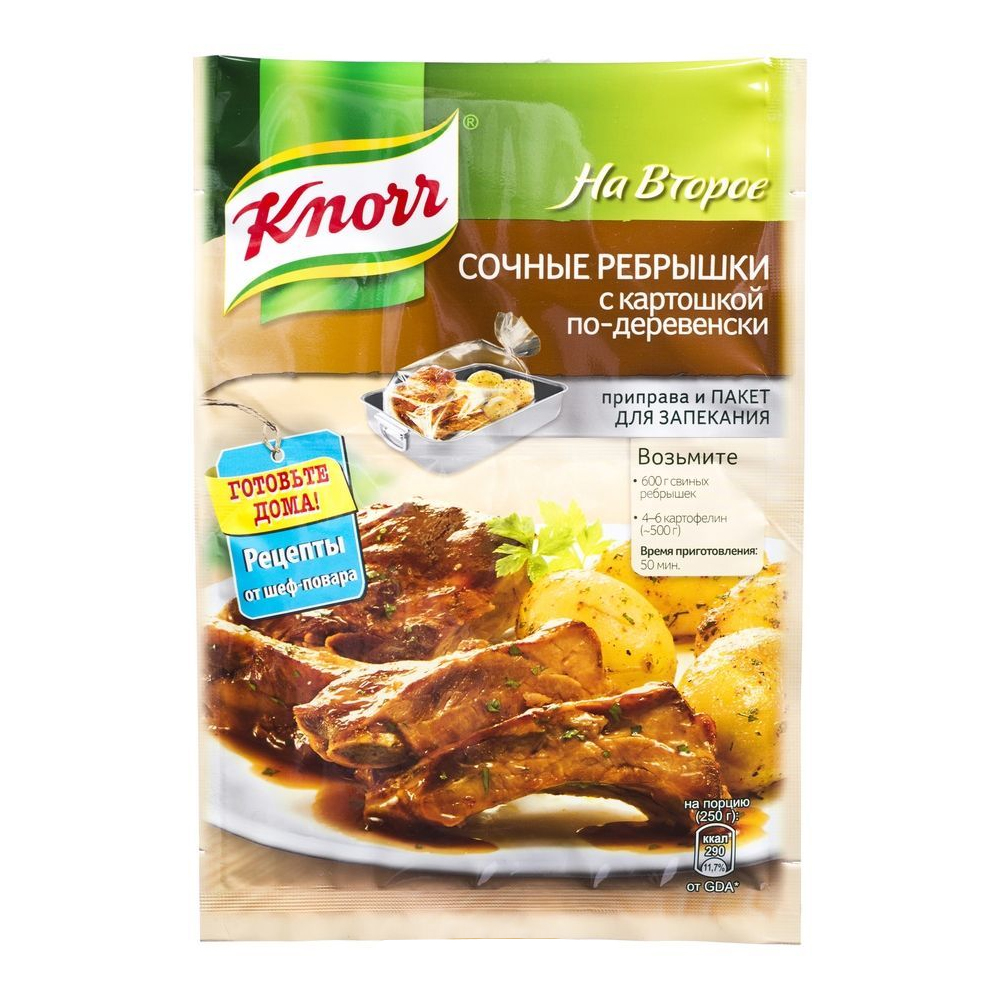 Knorr®
На Второе
СОЧНЫЕ РЕБРЫШКИ
с картошкой
по-деревенски
приправа и ПАКЕТ
ДЛЯ ЗАПЕКАНИЯ
Возьмите
• 600 г свиных
ребрышек
• 4–6 картофелин
(~500 г)
Время приготовления:
50 мин.
ГОТОВЬТЕ
ДОМА!
Рецепты
от шеф-повара
на порцию
(250 г):
ккал*
290
11,7%
от GDA*